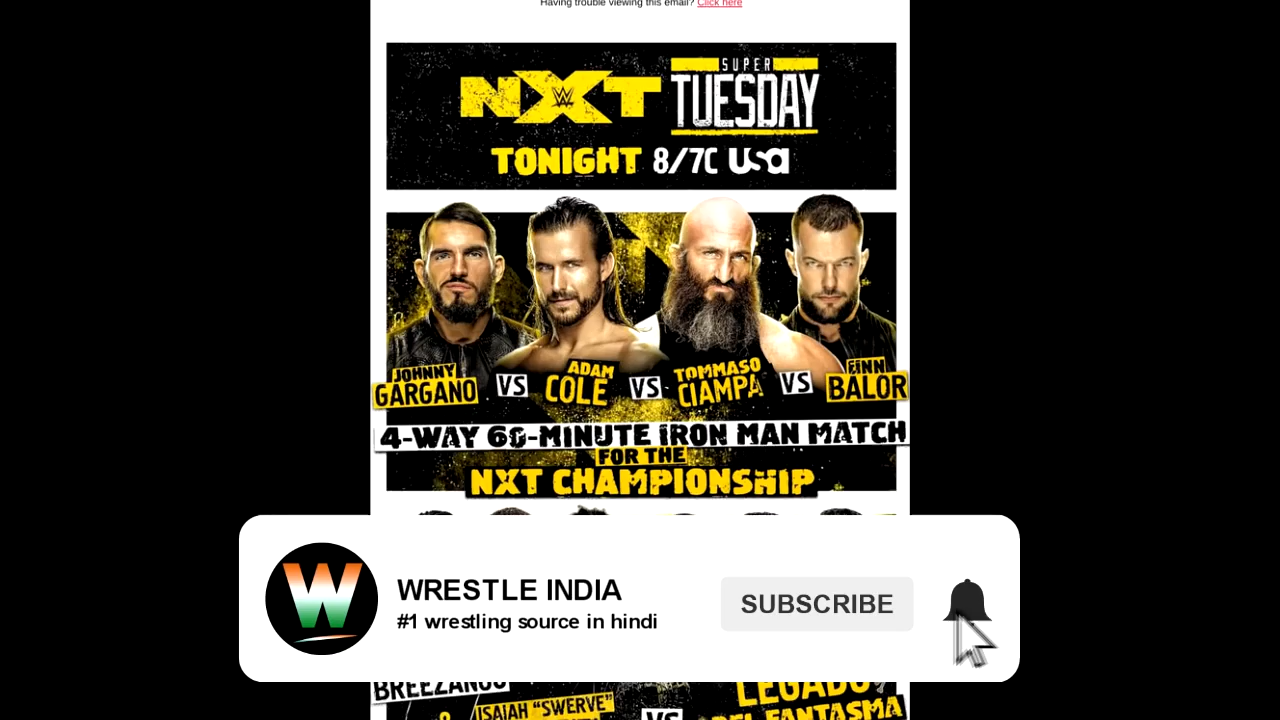 Having trouble viewing this email? Click here
NXT
W
SUPER
TUESDAY
TONIGHT 8/7C USA
JOHNNY
GARGANO
VS
ADAM
COLE
VS
TOMMASO
CIAMPA
VS
FINN
BALOR
4-WAY 60-MINUTE IRON MAN MATCH
FOR THE
NXT CHAMPIONSHIP
W
WRESTLE INDIA
#1 wrestling source in hindi
SUBSCRIBE
BREEZANGO
ISAIAH "SWERVE"
VS
LEGADO
DEL FANTASMA